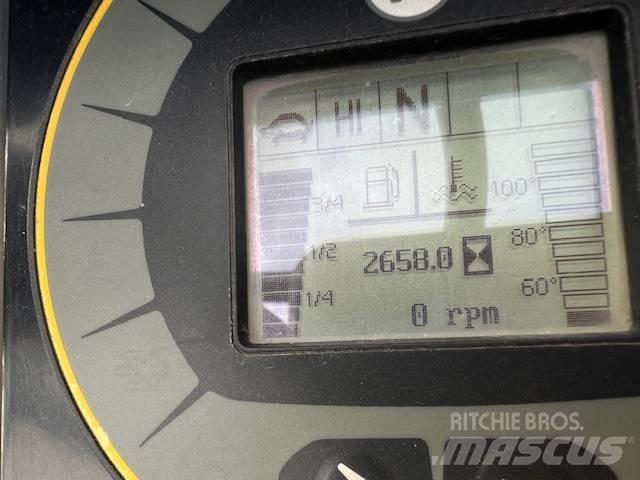 HI N
3/4 100°
1/2 2658.0 80°
1/4 60°
0 rpm
RITCHIE BROS.
MASCUS